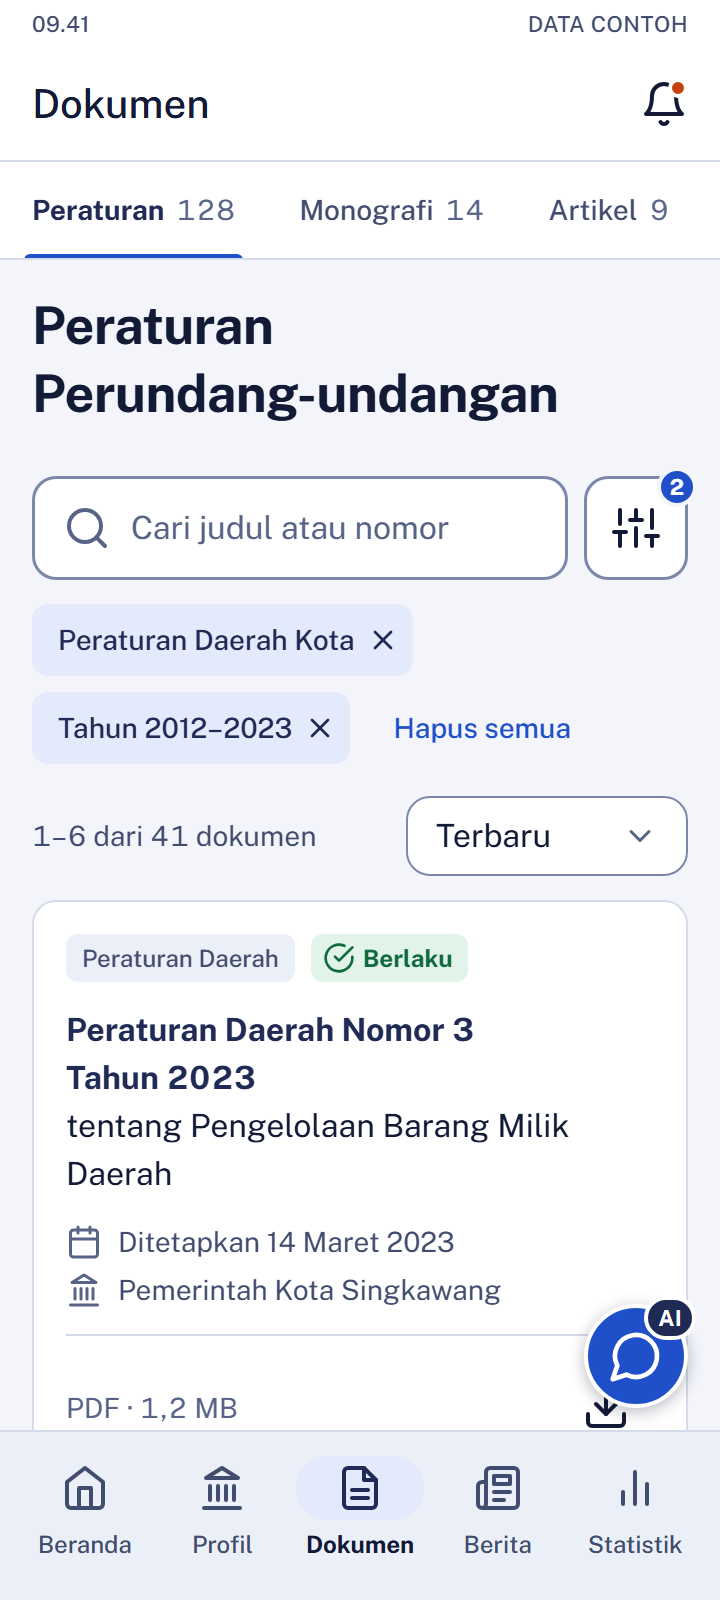 09.41
DATA CONTOH
Dokumen
Peraturan 128
Monografi 14
Artikel 9
Peraturan
Perundang-undangan
Cari judul atau nomor
2
Peraturan Daerah Kota
Tahun 2012–2023
Hapus semua
1–6 dari 41 dokumen
Terbaru
Peraturan Daerah
Berlaku
Peraturan Daerah Nomor 3
Tahun 2023
tentang Pengelolaan Barang Milik
Daerah
Ditetapkan 14 Maret 2023
Pemerintah Kota Singkawang
AI
PDF · 1,2 MB
Beranda
Profil
Dokumen
Berita
Statistik